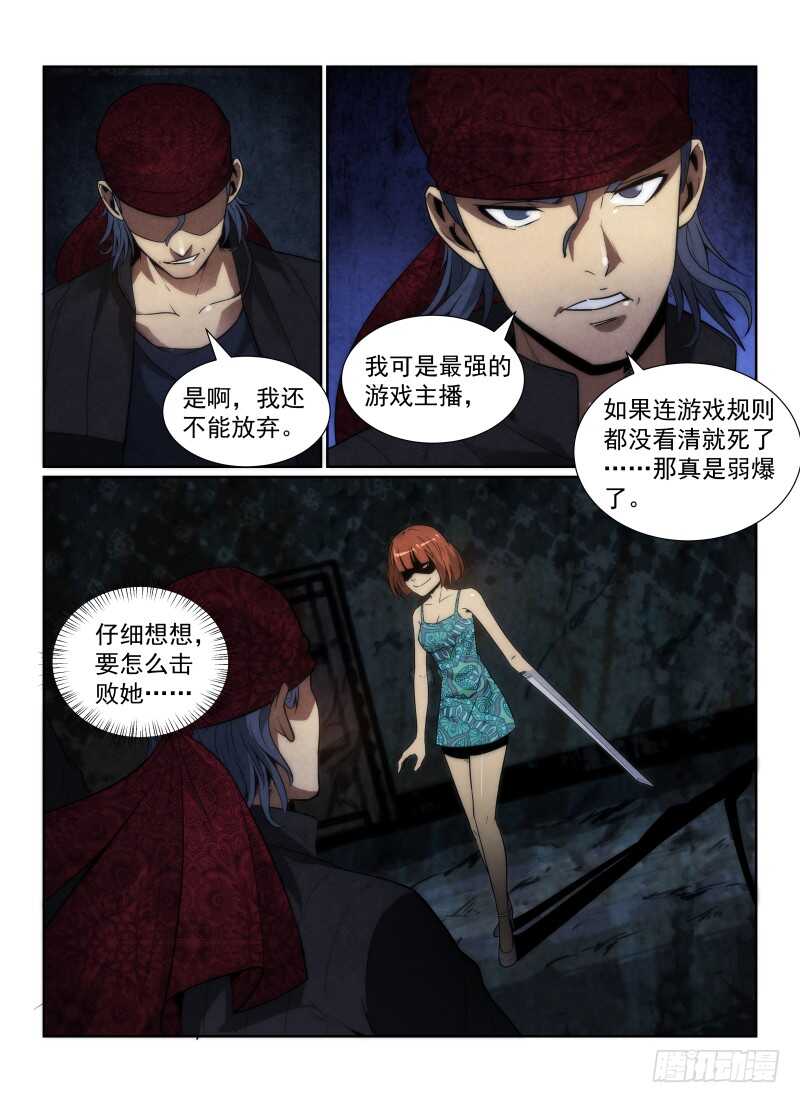 是啊，我还
不能放弃。
我可是最强的
游戏主播，
如果连游戏规则
都没看清就死了
……那真是弱爆
了。
仔细想想，
要怎么击
败她……
腾讯动漫